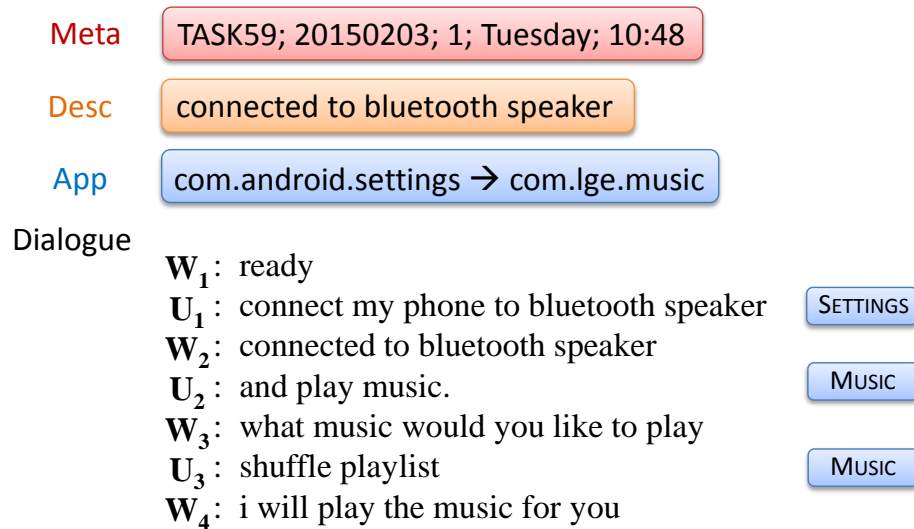 Meta TASK59; 20150203; 1; Tuesday; 10:48
Desc connected to bluetooth speaker
App com.android.settings → com.lge.music
Dialogue
W1: ready
U1: connect my phone to bluetooth speaker SETTINGS
W2: connected to bluetooth speaker
U2: and play music. MUSIC
W3: what music would you like to play
U3: shuffle playlist MUSIC
W4: i will play the music for you